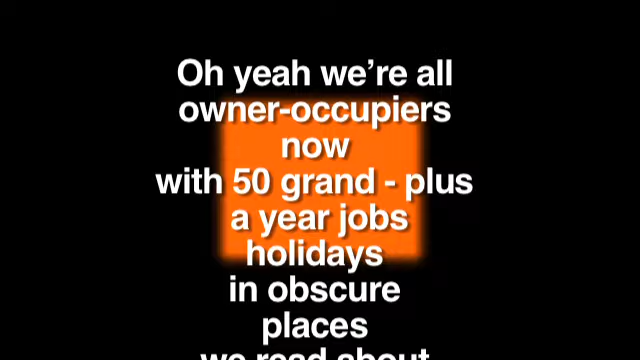 Oh yeah we’re all
owner-occupiers
now
with 50 grand - plus
a year jobs
holidays
in obscure
places
we read about